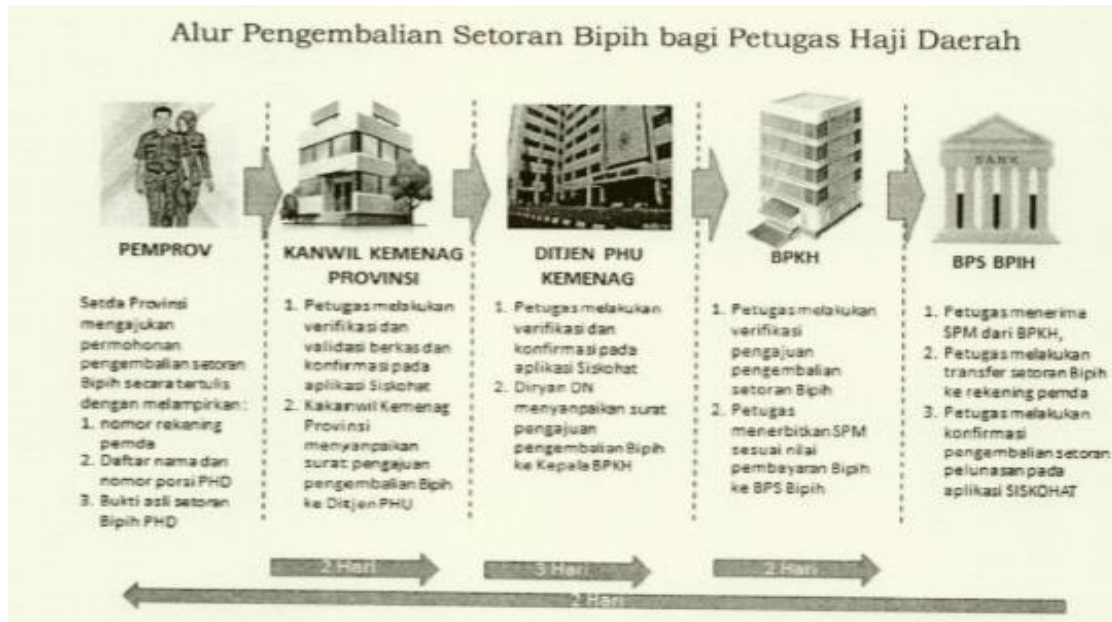 Alur Pengembalian Setoran Bipih bagi Petugas Haji Daerah
PEMPROV
Setda Provinsi
mengajukan
permohonan
pengembalian setoran
Bipih secara tertulis
dengan melampirkan:
1. nomor rekening
pemda
2. Daftar nama dan
nomor porsi PHD
3. Bukti asli setoran
Bipih PHD
KANWIL KEMENAG
PROVINSI
1. Petugas melakukan
verifikasi dan
validasi berkas dan
konfirmasi pada
aplikasi Siskohat
2. Kakanwil Kemenag
Provinsi
menyanpaikan
surat pengajuan
pengembalian Bipih
ke Ditjen PHU
DITJEN PHU
KEMENAG
1. Petugas melakukan
verifikasi dan
konfirmasi pada
aplikasi Siskohat
2. Diryan DN
menyanpaikan surat
pengajuan
pengembalian Bipih
ke Kepala BPKH
BPKH
1. Petugas melakukan
verifikasi
pengajuan
pengembalian
setoran Bipih
2. Petugas
menerbitkan SPM
sesuai nilai
pembayaran Bipih
ke BPS Bipih
BANK
BPS BPIH
1. Petugas menerima
SPM dari BPKH,
2. Petugas melakukan
transfer setoran Bipih
ke rekening pemda
3. Petugas melakukan
konfirmasi
pengembalian setoran
pelunasan pada
aplikasi SISKOHAT
2 Hari
3 Hari
2 Hari
2 Hari